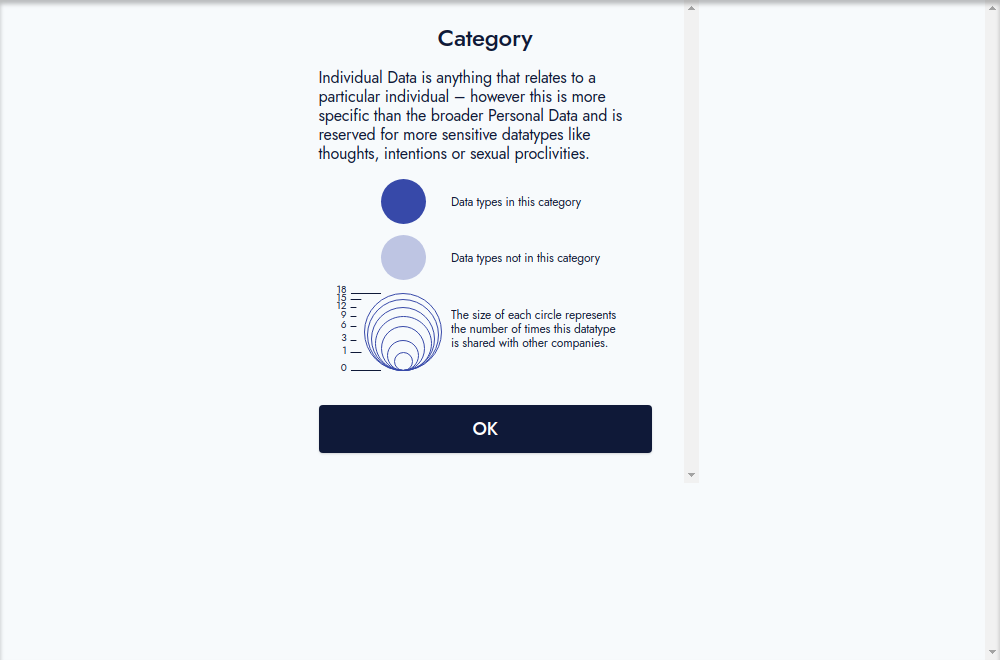 Category
Individual Data is anything that relates to a
particular individual – however this is more
specific than the broader Personal Data and is
reserved for more sensitive datatypes like
thoughts, intentions or sexual proclivities.
Data types in this category
Data types not in this category
18
15
12
9
6
3
1
0
The size of each circle represents
the number of times this datatype
is shared with other companies.
OK